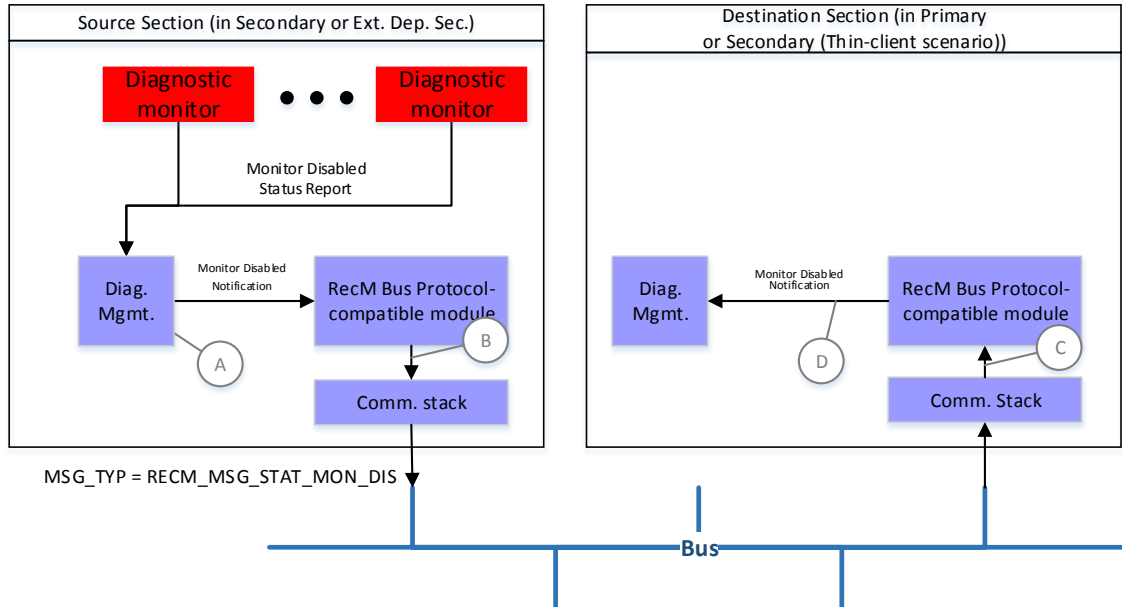 Source Section (in Secondary or Ext. Dep. Sec.)
Destination Section (in Primary
or Secondary (Thin-client scenario))
Diagnostic
monitor
Diagnostic
monitor
Monitor Disabled
Status Report
Diag.
Mgmt.
Monitor Disabled
Notification
RecM Bus Protocol-
compatible module
A
B
Comm. stack
Diag.
Mgmt.
Monitor Disabled
Notification
RecM Bus Protocol-
compatible module
D
C
Comm. Stack
MSG_TYP = RECM_MSG_STAT_MON_DIS
Bus